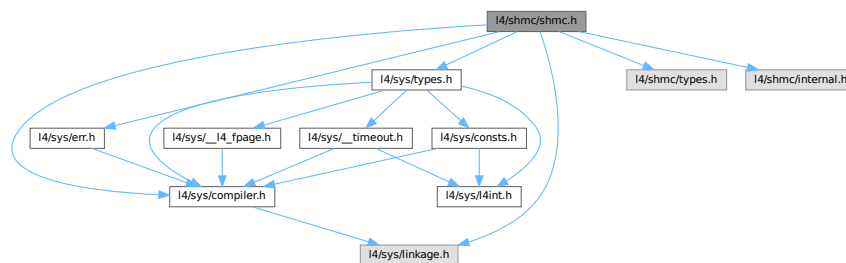 l4/shmc/shmc.h
l4/sys/types.h
l4/shmc/types.h
l4/shmc/internal.h
l4/sys/err.h
l4/sys/__l4_fpage.h
l4/sys/__timeout.h
l4/sys/consts.h
l4/sys/compiler.h
l4/sys/l4int.h
l4/sys/linkage.h